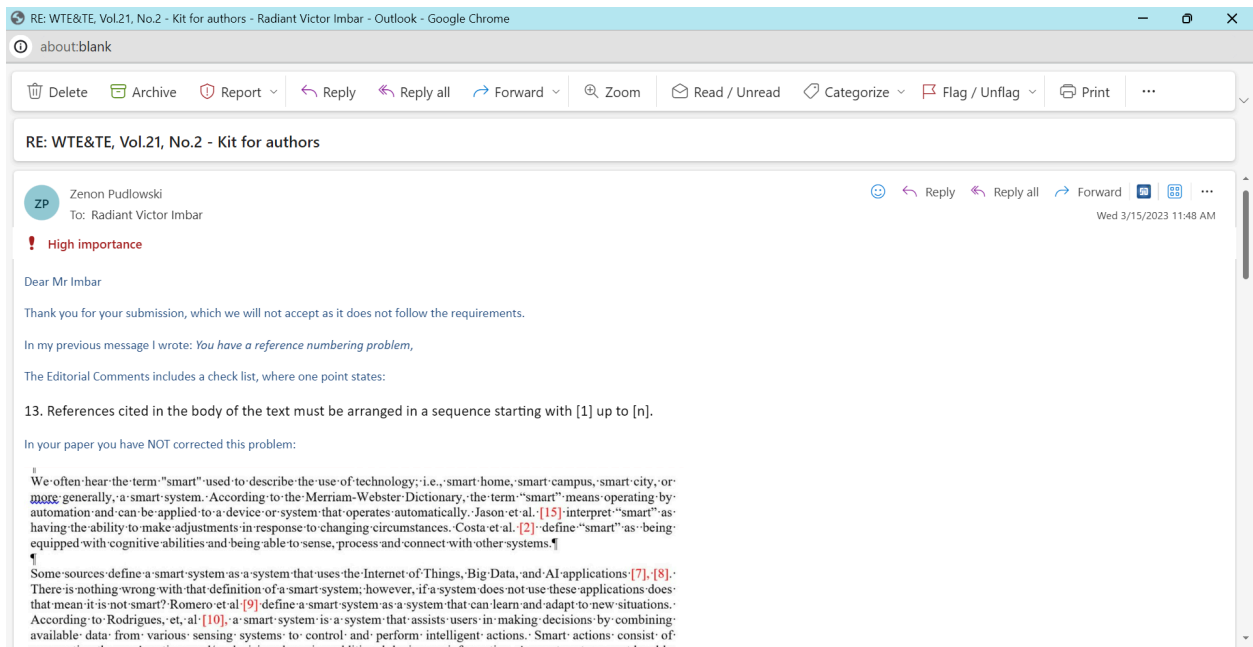 RE: WTE&TE, Vol.21, No.2 - Kit for authors - Radiant Victor Imbar - Outlook - Google Chrome
about:blank
Delete Archive Report Reply Reply all Forward Zoom Read / Unread Categorize Flag / Unflag Print ...
RE: WTE&TE, Vol.21, No.2 - Kit for authors
ZP
Zenon Pudlowski
To: Radiant Victor Imbar
Reply Reply all Forward ...
Wed 3/15/2023 11:48 AM
High importance
Dear Mr Imbar
Thank you for your submission, which we will not accept as it does not follow the requirements.
In my previous message I wrote: You have a reference numbering problem,
The Editorial Comments includes a check list, where one point states:
13. References cited in the body of the text must be arranged in a sequence starting with [1] up to [n].
In your paper you have NOT corrected this problem:
¶
We·often·hear·the·term·"smart"·used·to·describe·the·use·of·technology;·i.e.,·smart·home,·smart·campus,·smart·city,·or·
more·generally,·a·smart·system.·According·to·the·Merriam-Webster·Dictionary,·the·term·“smart”·means·operating·by·
automation·and·can·be·applied·to·a·device·or·system·that·operates·automatically.·Jason·et·al.·[15]·interpret·“smart”·as·
having·the·ability·to·make·adjustments·in·response·to·changing·circumstances.·Costa·et·al.·[2]··define·“smart”·as··being·
equipped·with·cognitive·abilities·and·being·able·to·sense,·process·and·connect·with·other·systems.¶
¶
Some·sources·define·a·smart·system·as·a·system·that·uses·the·Internet·of·Things,·Big·Data,·and·AI·applications·[7],·[8].·
There·is·nothing·wrong·with·that·definition·of·a·smart·system;·however,·if·a·system·does·not·use·these·applications·does·
that·mean·it·is·not·smart?·Romero·et·al·[9]·define·a·smart·system·as·a·system·that·can·learn·and·adapt·to·new·situations.·
According·to·Rodrigues,·et,·al·[10],·a·smart·system·is·a·system·that·assists·users·in·making·decisions·by·combining·
available·data·from·various·sensing·systems·to·control·and·perform·intelligent·actions.·Smart·actions·consist·of·